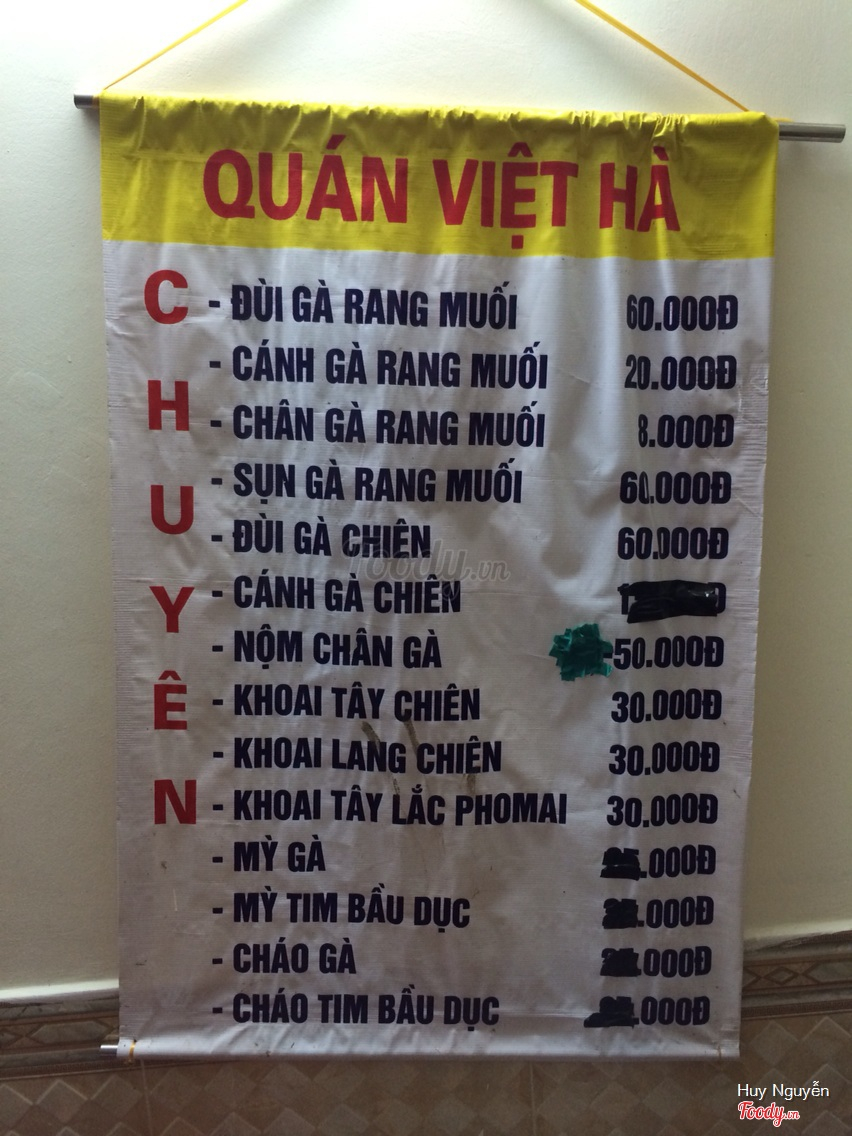 QUÁN VIỆT HÀ
CHUYÊN
- ĐÙI GÀ RANG MUỐI 60.000Đ
- CÁNH GÀ RANG MUỐI 20.000Đ
- CHÂN GÀ RANG MUỐI 8.000Đ
- SỤN GÀ RANG MUỐI 60.000Đ
- ĐÙI GÀ CHIÊN 60.000Đ
- CÁNH GÀ CHIÊN
- NỘM CHÂN GÀ -50.000Đ
- KHOAI TÂY CHIÊN 30.000Đ
- KHOAI LANG CHIÊN 30.000Đ
- KHOAI TÂY LẮC PHOMAI 30.000Đ
- MỲ GÀ .000Đ
- MỲ TIM BẦU DỤC .000Đ
- CHÁO GÀ .000Đ
- CHÁO TIM BẦU DỤC .000Đ
foody.vn
Huy Nguyễn
Foody.vn